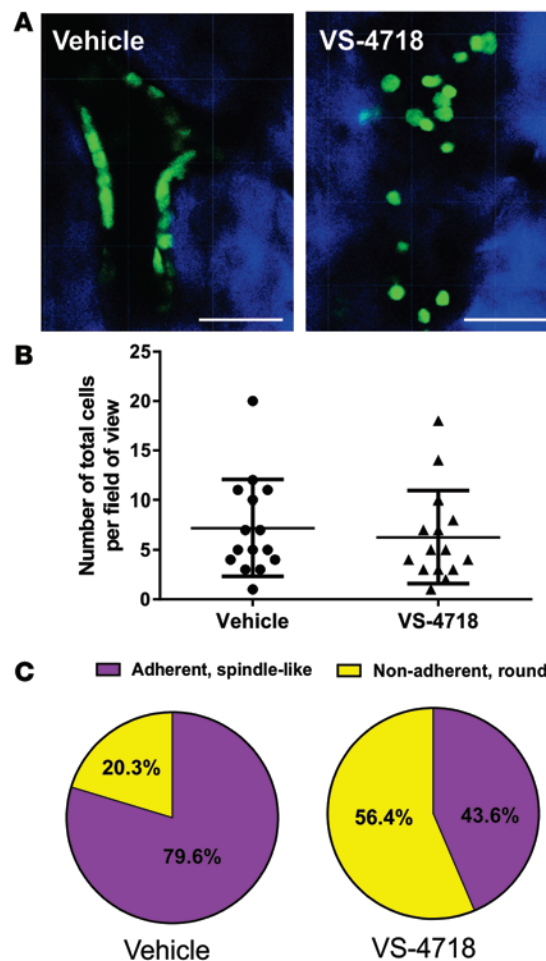 A
Vehicle
VS-4718
B
Number of total cells
per field of view
25
20
15
10
5
0
Vehicle
VS-4718
C
Adherent, spindle-like
Non-adherent, round
20.3%
79.6%
56.4%
43.6%
Vehicle
VS-4718